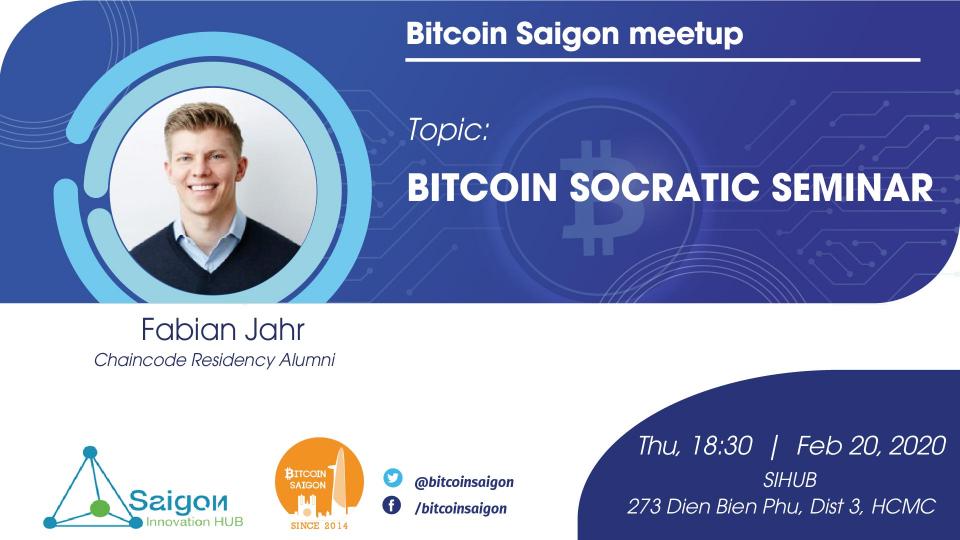 Bitcoin Saigon meetup
Topic:
BITCOIN SOCRATIC SEMINAR
Fabian Jahr
Chaincode Residency Alumni
Saigon
Innovation HUB
BITCOIN
SAIGON
SINCE 2014
@bitcoinsaigon
/bitcoinsaigon
Thu, 18:30 | Feb 20, 2020
SIHUB
273 Dien Bien Phu, Dist 3, HCMC